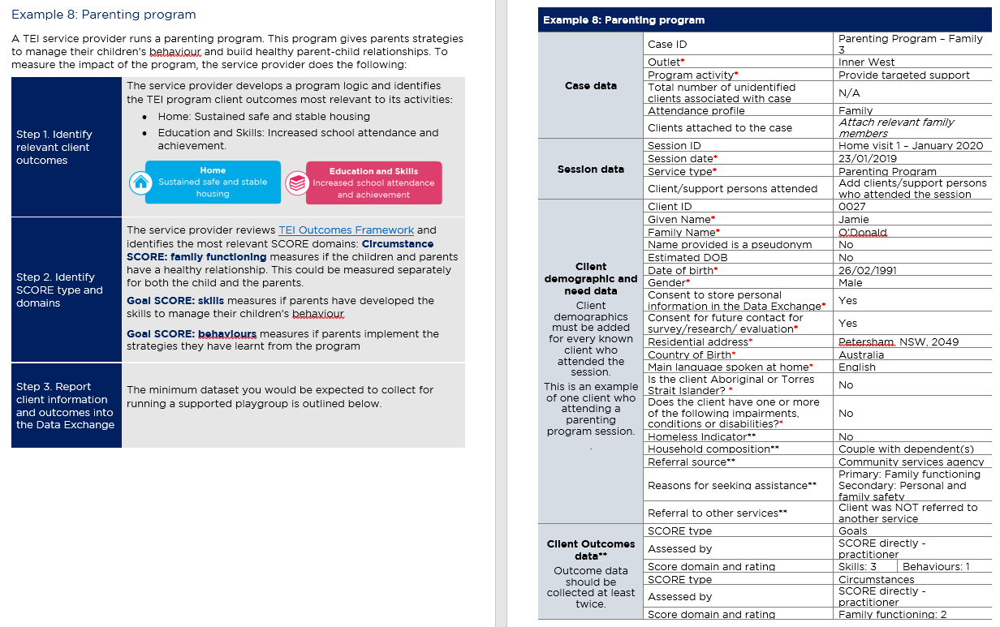 Example 8: Parenting program
A TEI service provider runs a parenting program. This program gives parents strategies
to manage their children's behaviour and build healthy parent-child relationships. To
measure the impact of the program, the service provider does the following:
Step 1. Identify
relevant client
outcomes
The service provider develops a program logic and identifies
the TEI program client outcomes most relevant to its activities:
• Home: Sustained safe and stable housing
• Education and Skills: Increased school attendance and
achievement.
Home
Sustained safe and stable
housing
Education and Skills
Increased school attendance
and achievement
Step 2. Identify
SCORE type and
domains
The service provider reviews TEI Outcomes Framework and
identifies the most relevant SCORE domains: Circumstance
SCORE: family functioning measures if the children and parents
have a healthy relationship. This could be measured separately
for both the child and the parents.
Goal SCORE: skills measures if parents have developed the
skills to manage their children's behaviour
Goal SCORE: behaviours measures if parents implement the
strategies they have learnt from the program
Step 3. Report
client information
and outcomes into
the Data Exchange
The minimum dataset you would be expected to collect for
running a supported playgroup is outlined below.
Example 8: Parenting program
Case data
Case ID
Parenting Program – Family
3
Outlet*
Inner West
Program activity*
Provide targeted support
Total number of unidentified
clients associated with case
N/A
Attendance profile
Family
Clients attached to the case
Attach relevant family
members
Session data
Session ID
Home visit 1 – January 2020
Session date*
23/01/2019
Service type*
Parenting Program
Client/support persons attended
Add clients/support persons
who attended the session
Client
demographic and
need data
Client
demographics
must be added
for every known
client who
attended the
session.
This is an example
of one client who
attending a
parenting
program session.
.
Client ID
0027
Given Name*
Jamie
Family Name*
O'Donald
Name provided is a pseudonym
No
Estimated DOB
No
Date of birth*
26/02/1991
Gender*
Male
Consent to store personal
information in the Data Exchange*
Yes
Consent for future contact for
survey/research/ evaluation*
Yes
Residential address*
Petersham, NSW, 2049
Country of Birth*
Australia
Main language spoken at home*
English
Is the client Aboriginal or Torres
Strait Islander? *
No
Does the client have one or more
of the following impairments,
conditions or disabilities?*
No
Homeless Indicator**
No
Household composition**
Couple with dependent(s)
Referral source**
Community services agency
Reasons for seeking assistance**
Primary: Family functioning
Secondary: Personal and
family safety
Referral to other services**
Client was NOT referred to
another service
Client Outcomes
data**
Outcome data
should be
collected at least
twice.
SCORE type
Goals
Assessed by
SCORE directly -
practitioner
Score domain and rating
Skills: 3
Behaviours: 1
SCORE type
Circumstances
Assessed by
SCORE directly -
practitioner
Score domain and rating
Family functioning: 2